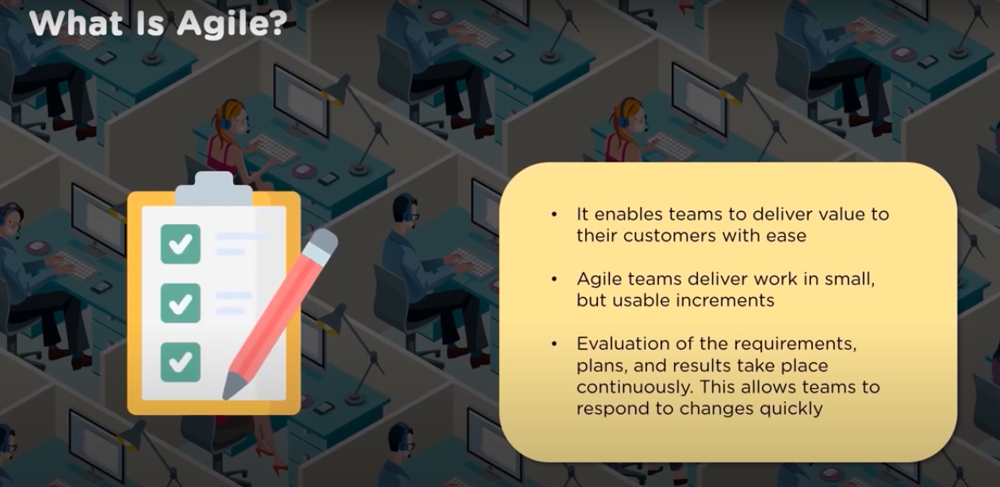 What Is Agile?
• It enables teams to deliver value to
their customers with ease
• Agile teams deliver work in small,
but usable increments
• Evaluation of the requirements,
plans, and results take place
continuously. This allows teams to
respond to changes quickly